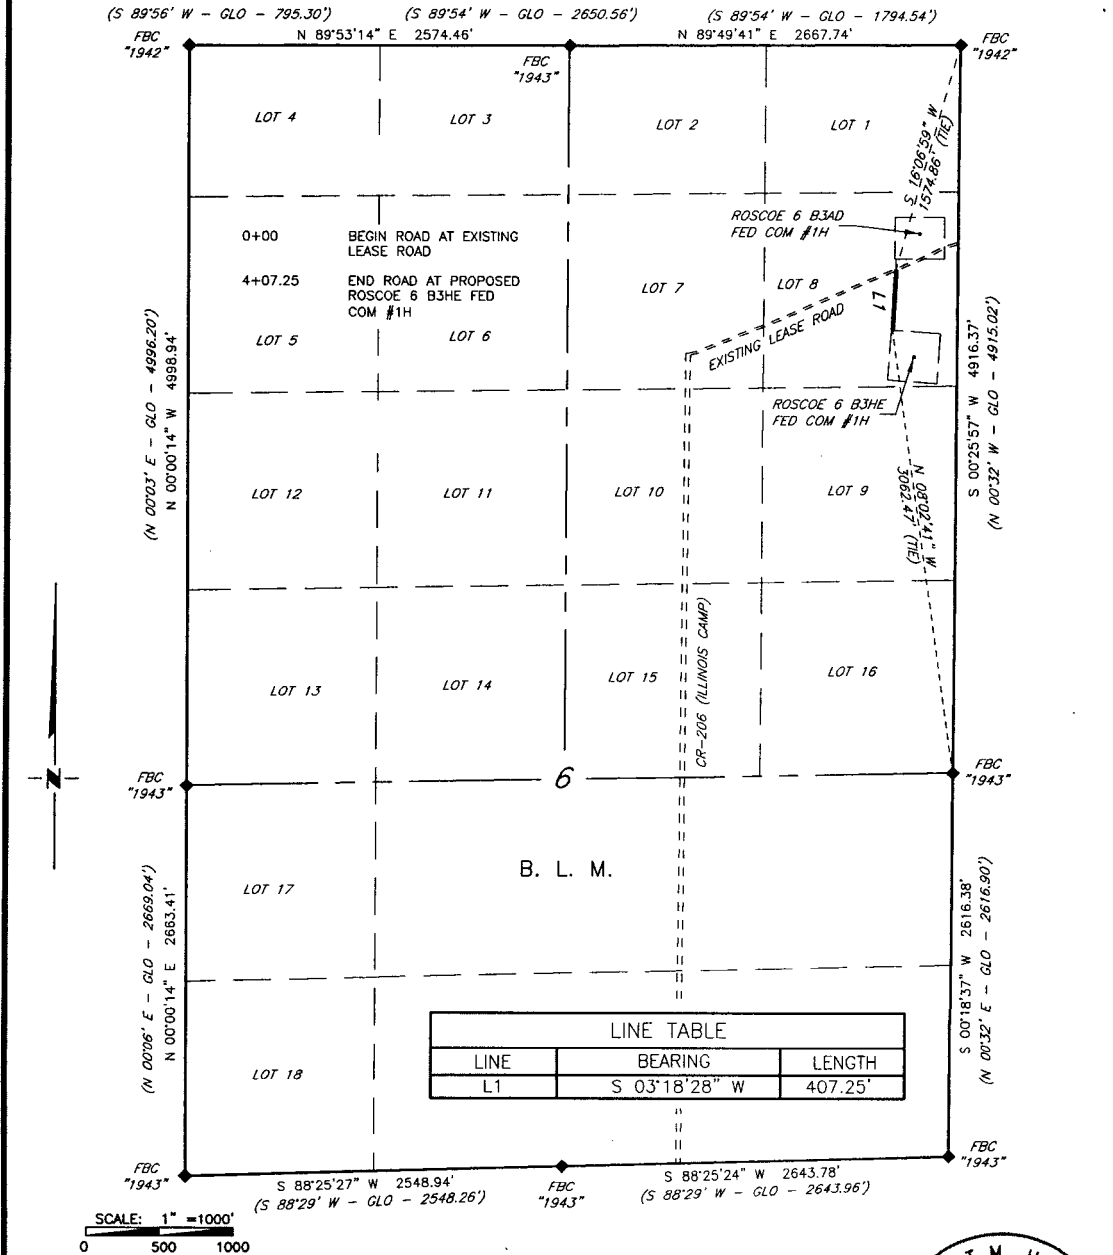 (S 89°56' W - GLO - 795.30')
(S 89°54' W - GLO - 2650.56')
(S 89°54' W - GLO - 1794.54')
N 89°53'14" E 2574.46'
N 89°49'41" E 2667.74'
FBC
"1942"
FBC
"1943"
FBC
"1942"
LOT 4
LOT 3
LOT 2
LOT 1
S 16°06'59" W
1574.86' (TIE)
ROSCOE 6 B3AD
FED COM #1H
0+00 BEGIN ROAD AT EXISTING
LEASE ROAD
4+07.25 END ROAD AT PROPOSED
ROSCOE 6 B3HE FED
COM #1H
LOT 7
LOT 8
L1
LOT 5
LOT 6
EXISTING LEASE ROAD
(N 00°03' E - GLO - 4996.20')
N 00°00'14" W 4998.94'
S 00°25'57" W 4916.37'
(N 00°32' W - GLO - 4915.02')
ROSCOE 6 B3HE
FED COM #1H
LOT 12
LOT 11
LOT 10
LOT 9
N 08°02'41" W
3062.47' (TIE)
CR-206 (ILLINOIS CAMP)
LOT 13
LOT 14
LOT 15
LOT 16
N
FBC
"1943"
6
FBC
"1943"
B. L. M.
LOT 17
(N 00°06' E - GLO - 2669.04')
N 00°00'14" E 2663.41'
S 00°18'37" W 2616.38'
(N 00°32' E - GLO - 2616.90')
LINE TABLE
LINE BEARING LENGTH
L1 S 03°18'28" W 407.25'
LOT 18
FBC
"1943"
S 88°25'27" W 2548.94'
(S 88°29' W - GLO - 2548.26')
FBC
"1943"
S 88°25'24" W 2643.78'
(S 88°29' W - GLO - 2643.96')
FBC
"1943"
SCALE: 1" =1000'
0 500 1000